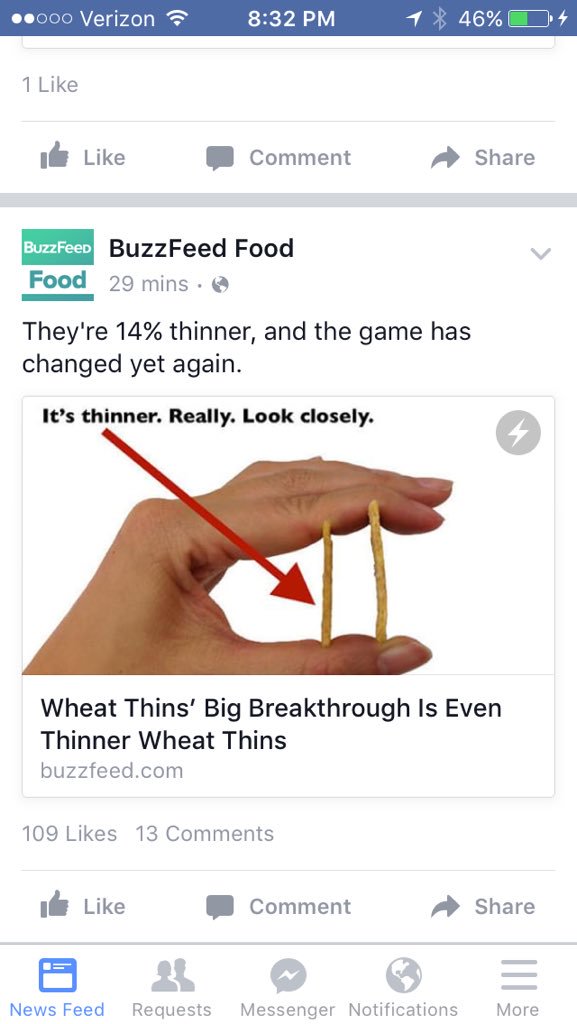 Verizon 8:32 PM 46%
1 Like
Like Comment Share
BuzzFeed
Food
BuzzFeed Food
29 mins ·
They're 14% thinner, and the game has
changed yet again.
It's thinner. Really. Look closely.
Wheat Thins' Big Breakthrough Is Even
Thinner Wheat Thins
buzzfeed.com
109 Likes 13 Comments
Like Comment Share
News Feed Requests Messenger Notifications More